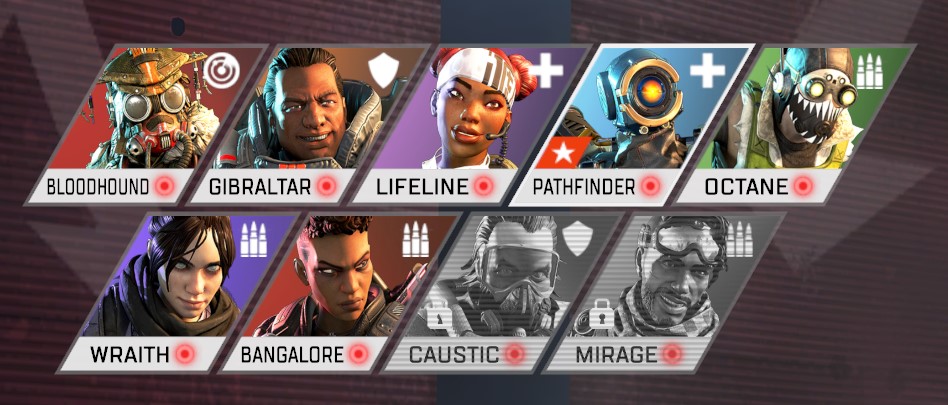 BLOODHOUND
GIBRALTAR
LIFELINE
PATHFINDER
OCTANE
WRAITH
BANGALORE
CAUSTIC
MIRAGE